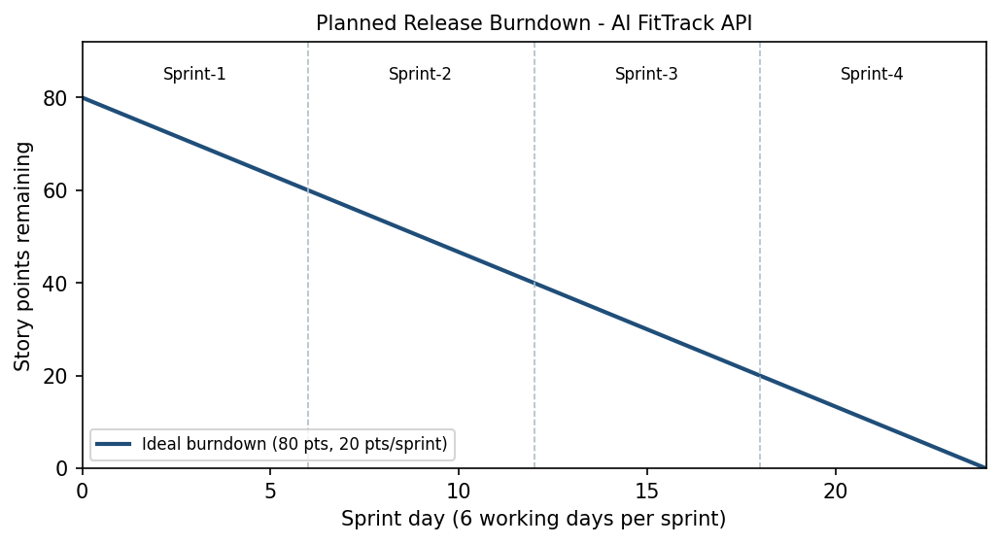 Planned Release Burndown - AI FitTrack API
Sprint-1 Sprint-2 Sprint-3 Sprint-4
Story points remaining
80
60
40
20
0
Ideal burndown (80 pts, 20 pts/sprint)
0 5 10 15 20
Sprint day (6 working days per sprint)